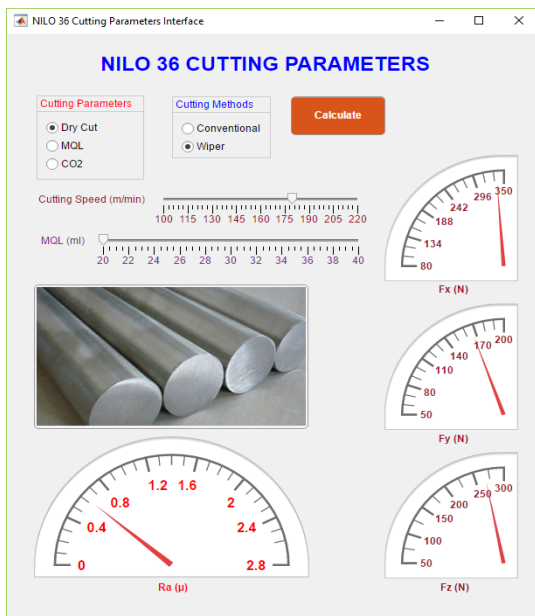 NILO 36 Cutting Parameters Interface
NILO 36 CUTTING PARAMETERS
Cutting Parameters
Dry Cut
MQL
CO2
Cutting Methods
Conventional
Wiper
Calculate
Cutting Speed (m/min)
100 115 130 145 160 175 190 205 220
MQL (ml)
20 22 24 26 28 30 32 34 36 38 40
80 134 188 242 296 350
Fx (N)
50 80 110 140 170 200
Fy (N)
0 0.4 0.8 1.2 1.6 2 2.4 2.8
Ra (μ)
50 100 150 200 250 300
Fz (N)